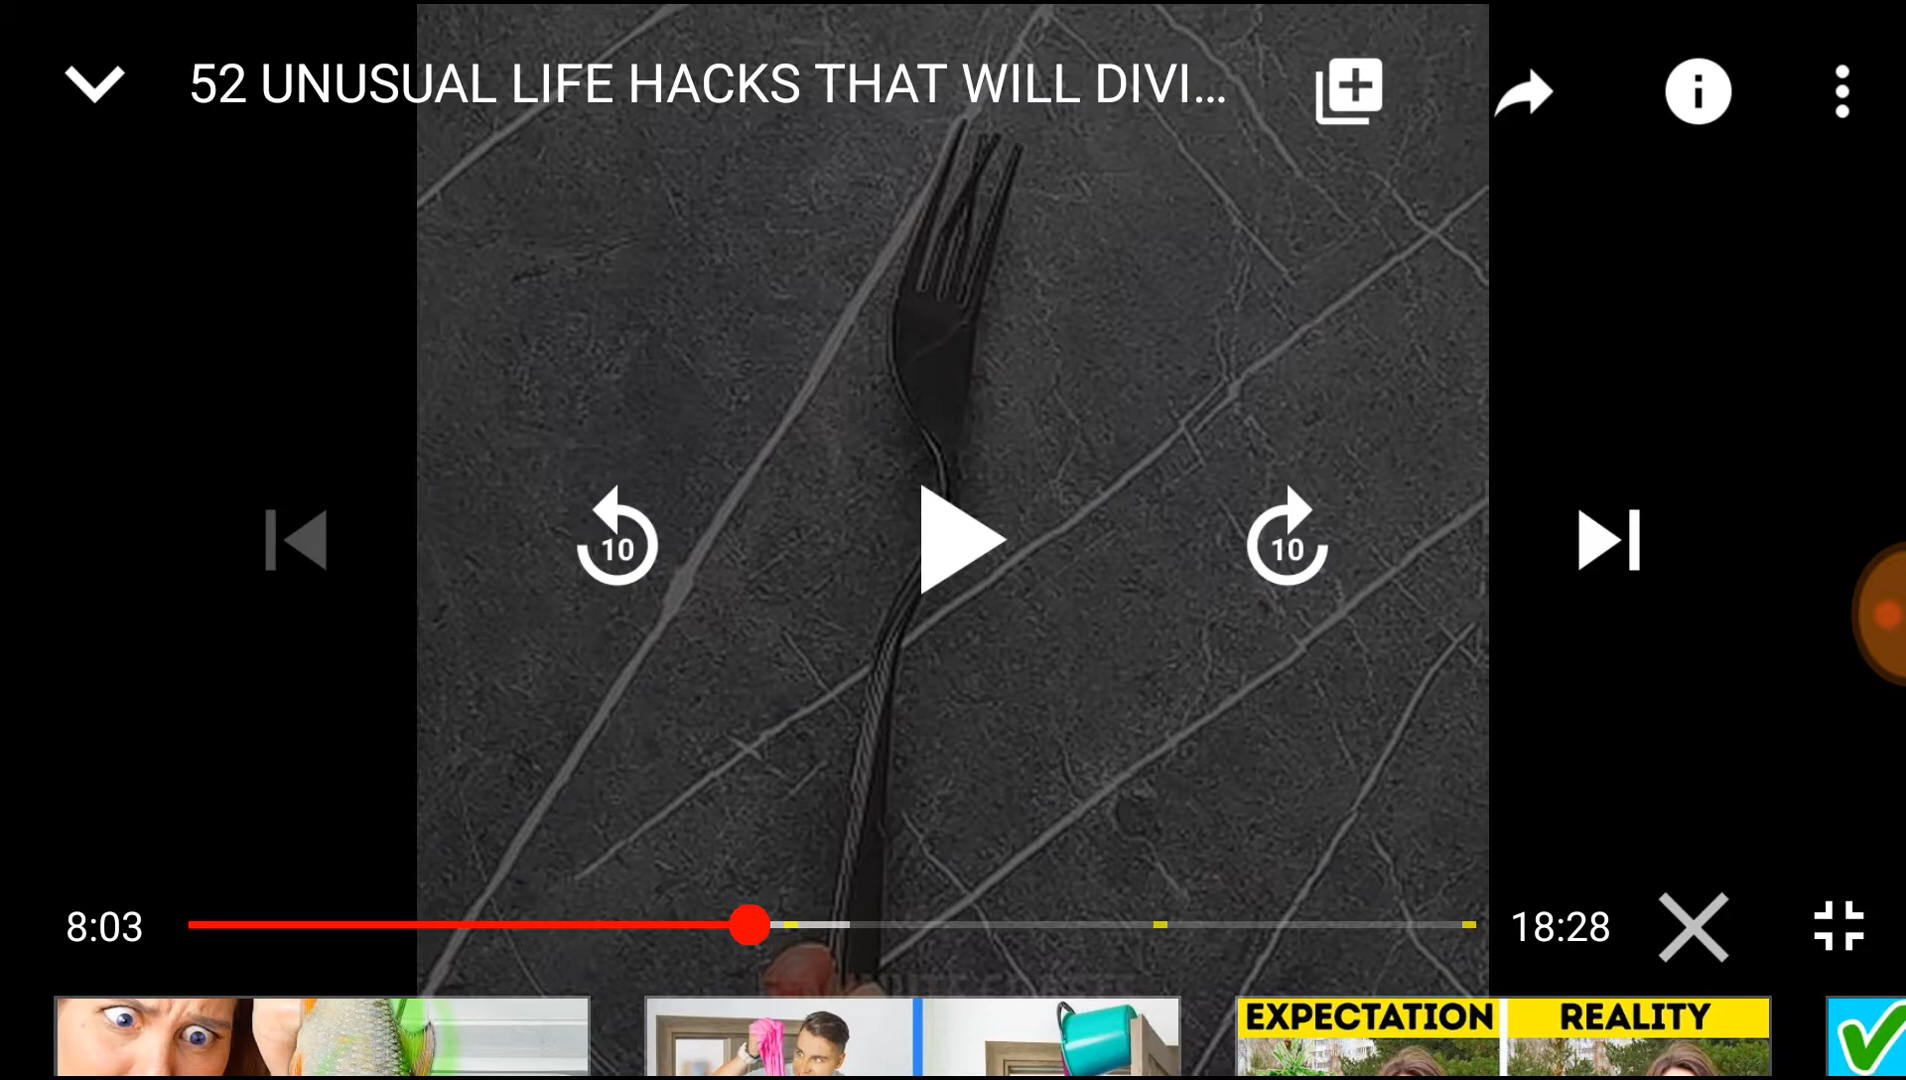 52 UNUSUAL LIFE HACKS THAT WILL DIVI...
10
10
8:03
18:28
EXPECTATION
REALITY